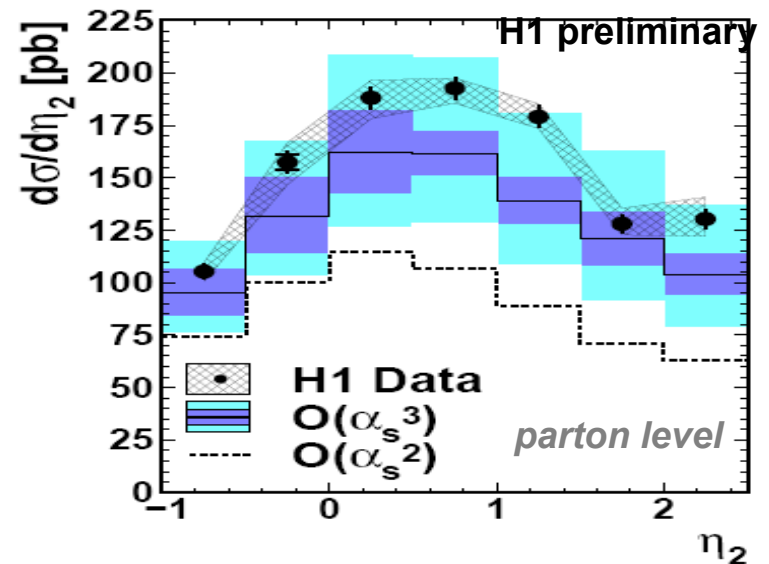 H1 preliminary
dσ/dη₂ [pb]
225
200
175
150
125
100
75
50
25
0
H1 Data
O(αₛ³)
O(αₛ²)
parton level
−1 0 1 2
η₂